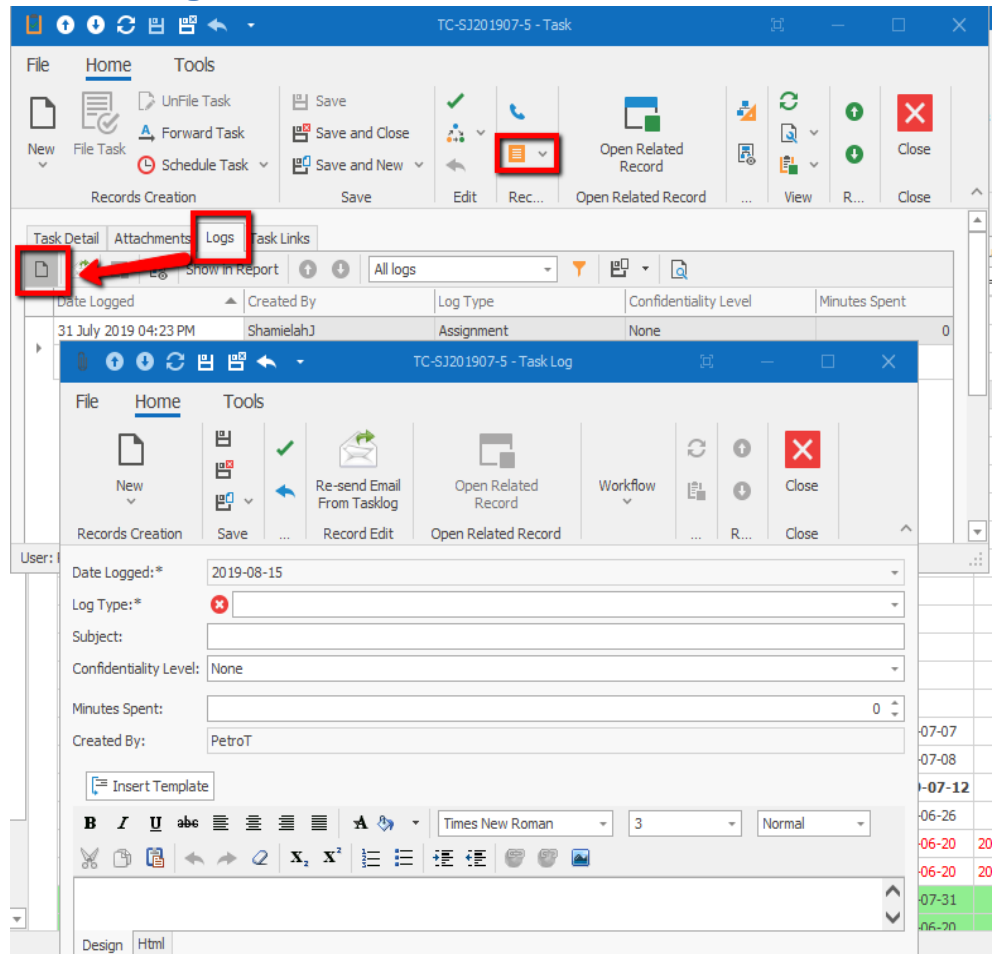 TC-SJ201907-5 - Task
File Home Tools
New
File Task
UnFile Task
Forward Task
Schedule Task
Records Creation
Save
Save and Close
Save and New
Save
Edit
Rec...
Open Related Record
Open Related Record
...
View
R...
Close
Close
Task Detail Attachments Logs Task Links
Show in Report All logs
Date Logged Created By Log Type Confidentiality Level Minutes Spent
31 July 2019 04:23 PM ShamielahJ Assignment None 0
TC-SJ201907-5 - Task Log
File Home Tools
New
Records Creation
Save
...
Re-send Email
From Tasklog
Record Edit
Open Related
Record
Open Related Record
Workflow
...
R...
Close
Close
User:
Date Logged:* 2019-08-15
Log Type:*
Subject:
Confidentiality Level: None
Minutes Spent: 0
Created By: PetroT
-07-07
Insert Template
-07-08
-07-12
B I U abc A Times New Roman 3 Normal
-06-26
-06-20 20
X₂ X²
-06-20 20
-07-31
-06-20
Design Html